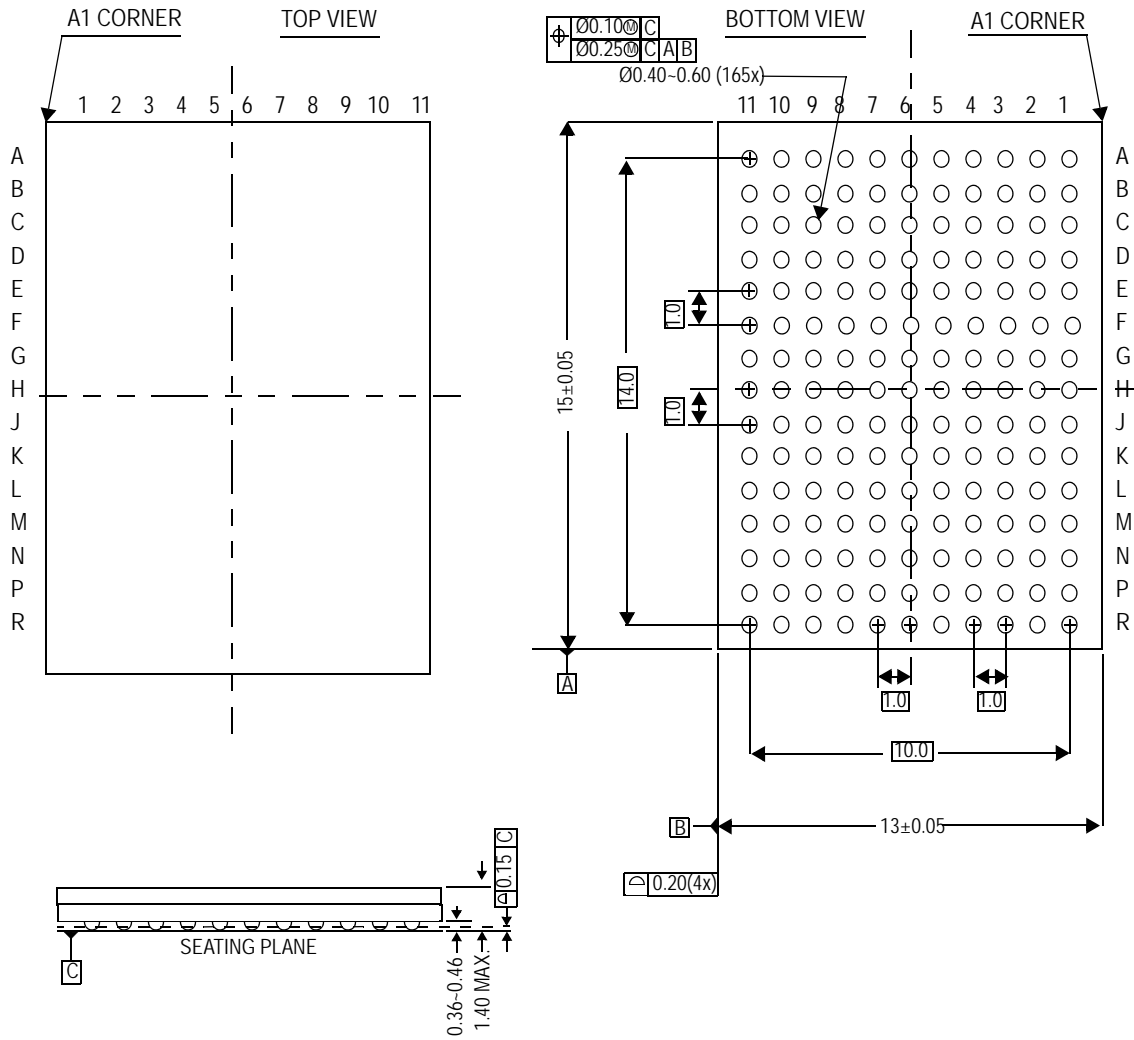 A1 CORNER
TOP VIEW
BOTTOM VIEW
A1 CORNER
Ø0.10Ⓜ C
Ø0.25Ⓜ C A B
Ø0.40~0.60 (165x)
1 2 3 4 5 6 7 8 9 10 11
11 10 9 8 7 6 5 4 3 2 1
A
B
C
D
E
F
G
H
J
K
L
M
N
P
R
A
B
C
D
E
F
G
H
J
K
L
M
N
P
R
15±0.05
14.0
1.0
1.0
A
1.0
1.0
10.0
B
13±0.05
0.20(4x)
0.15 C
SEATING PLANE
C
0.36~0.46
1.40 MAX.